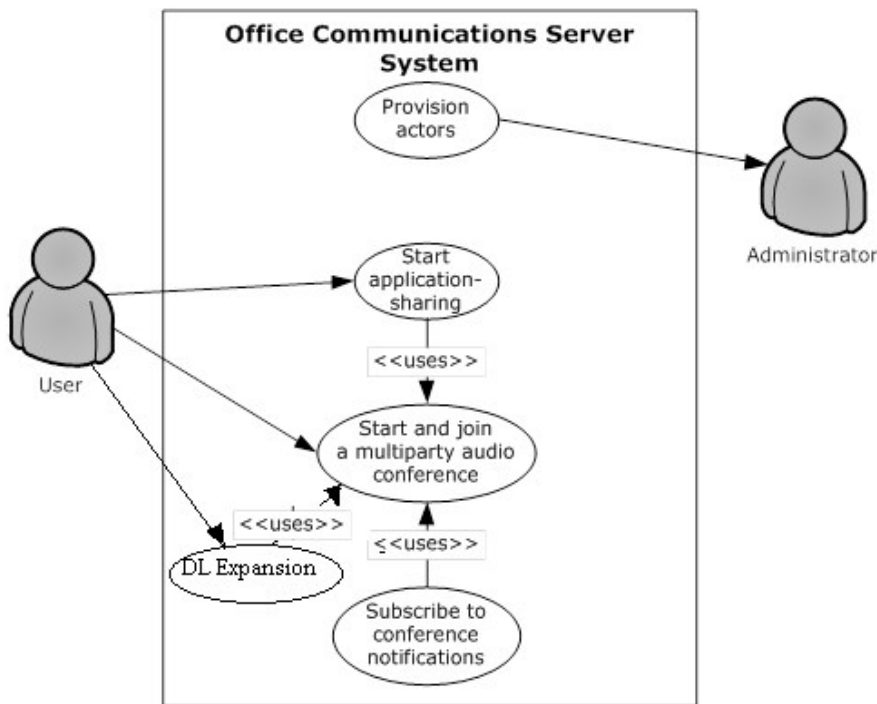 Office Communications Server
System
Provision
actors
Administrator
Start
application-
sharing
User
<<uses>>
Start and join
a multiparty audio
conference
<<uses>>
<<uses>>
DL Expansion
Subscribe to
conference
notifications